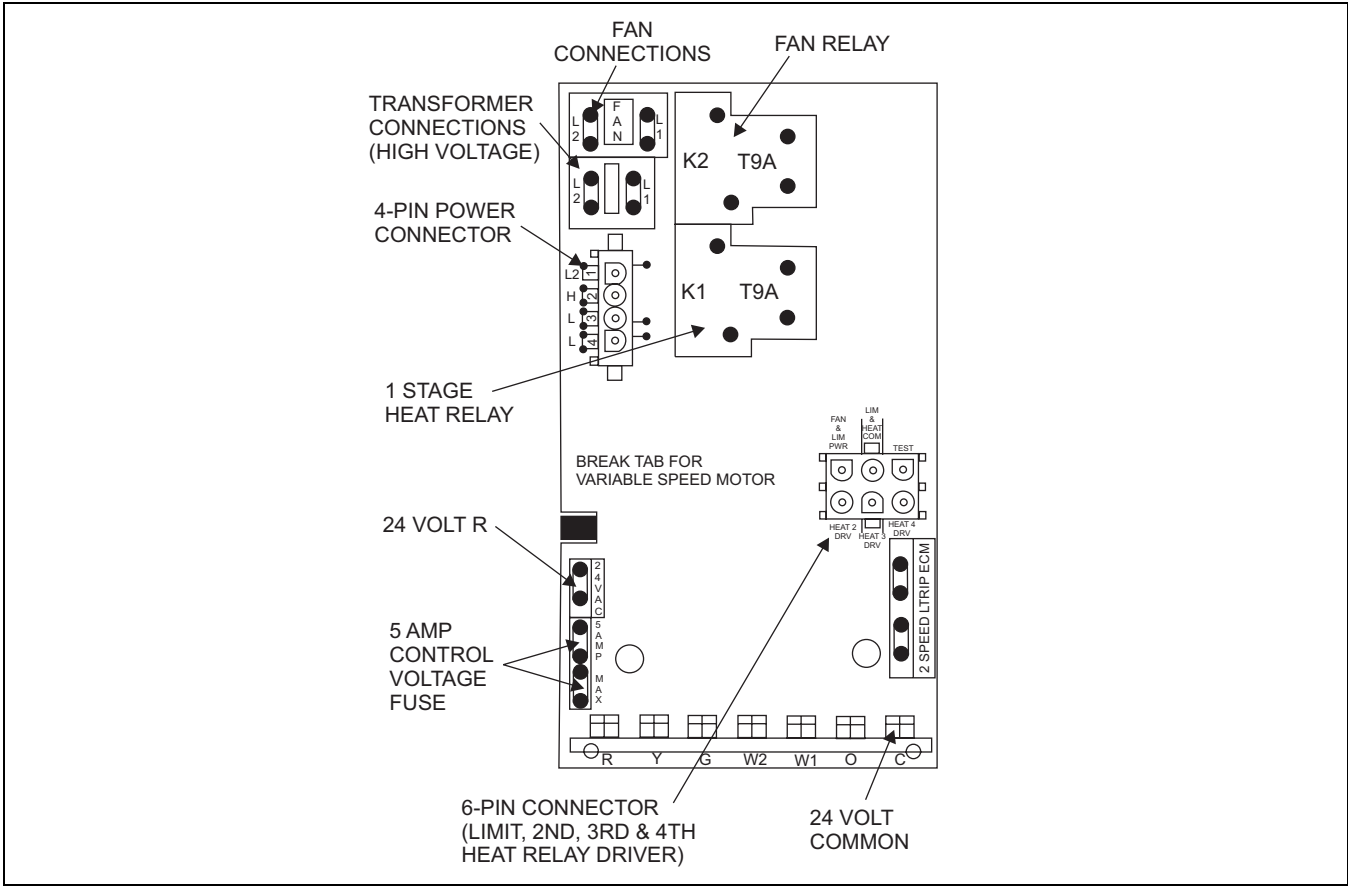 FAN
CONNECTIONS
FAN RELAY
TRANSFORMER
CONNECTIONS
(HIGH VOLTAGE)
L2
FAN
L1
K2
T9A
L2
L1
4-PIN POWER
CONNECTOR
L2 1
H 2
L 3
L 4
K1
T9A
1 STAGE
HEAT RELAY
FAN
&
LIM
PWR
LIM
&
HEAT
COM
TEST
BREAK TAB FOR
VARIABLE SPEED MOTOR
HEAT 2
DRV
HEAT 3
DRV
HEAT 4
DRV
24 VOLT R
24VAC
2 SPEED LTRIP ECM
5 AMP
CONTROL
VOLTAGE
FUSE
5AMP
MAX
R Y G W2 W1 O C
6-PIN CONNECTOR
(LIMIT, 2ND, 3RD & 4TH
HEAT RELAY DRIVER)
24 VOLT
COMMON